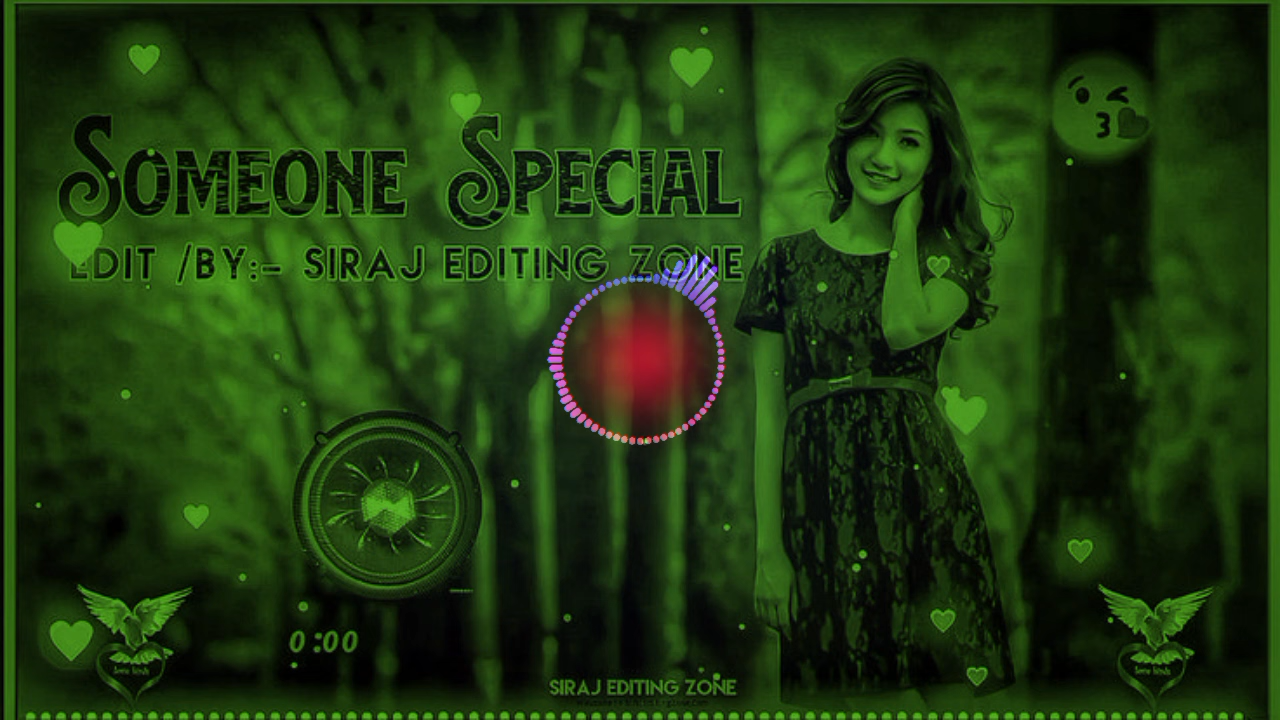 Someone Special
EDIT /BY:- SIRAJ EDITING ZONE
0:00
SIRAJ EDITING ZONE